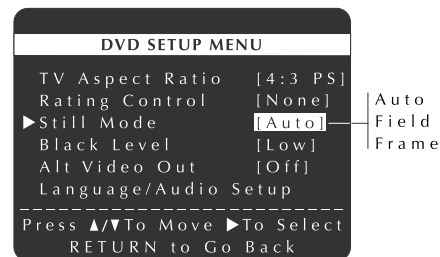 DVD SETUP MENU
TV Aspect Ratio [4:3 PS]
Rating Control [None]
▶Still Mode [Auto]
Black Level [Low]
Alt Video Out [Off]
Language/Audio Setup
Press ▲/▼To Move ▶To Select
RETURN to Go Back
Auto
Field
Frame